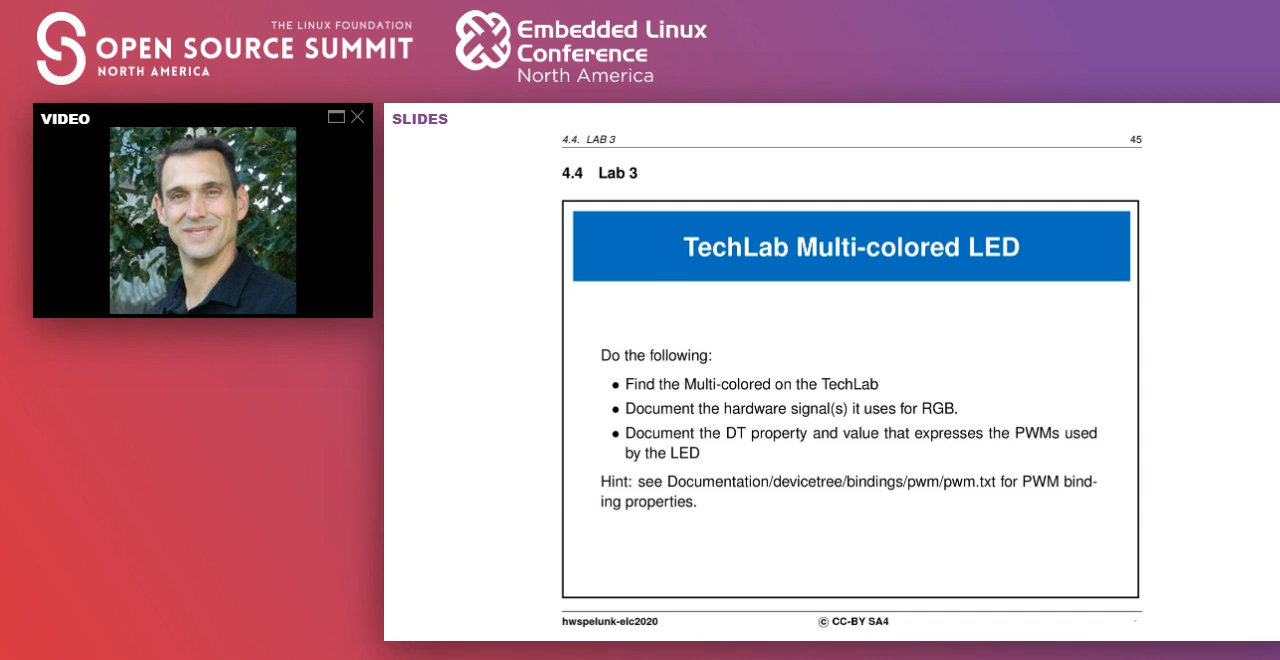 THE LINUX FOUNDATION
OPEN SOURCE SUMMIT
NORTH AMERICA
Embedded Linux
Conference
North America
VIDEO
SLIDES
4.4. LAB 3
45
4.4 Lab 3
TechLab Multi-colored LED
Do the following:
• Find the Multi-colored on the TechLab
• Document the hardware signal(s) it uses for RGB.
• Document the DT property and value that expresses the PWMs used
by the LED
Hint: see Documentation/devicetree/bindings/pwm/pwm.txt for PWM bind-
ing properties.
hwspelunk-elc2020
© CC-BY SA4